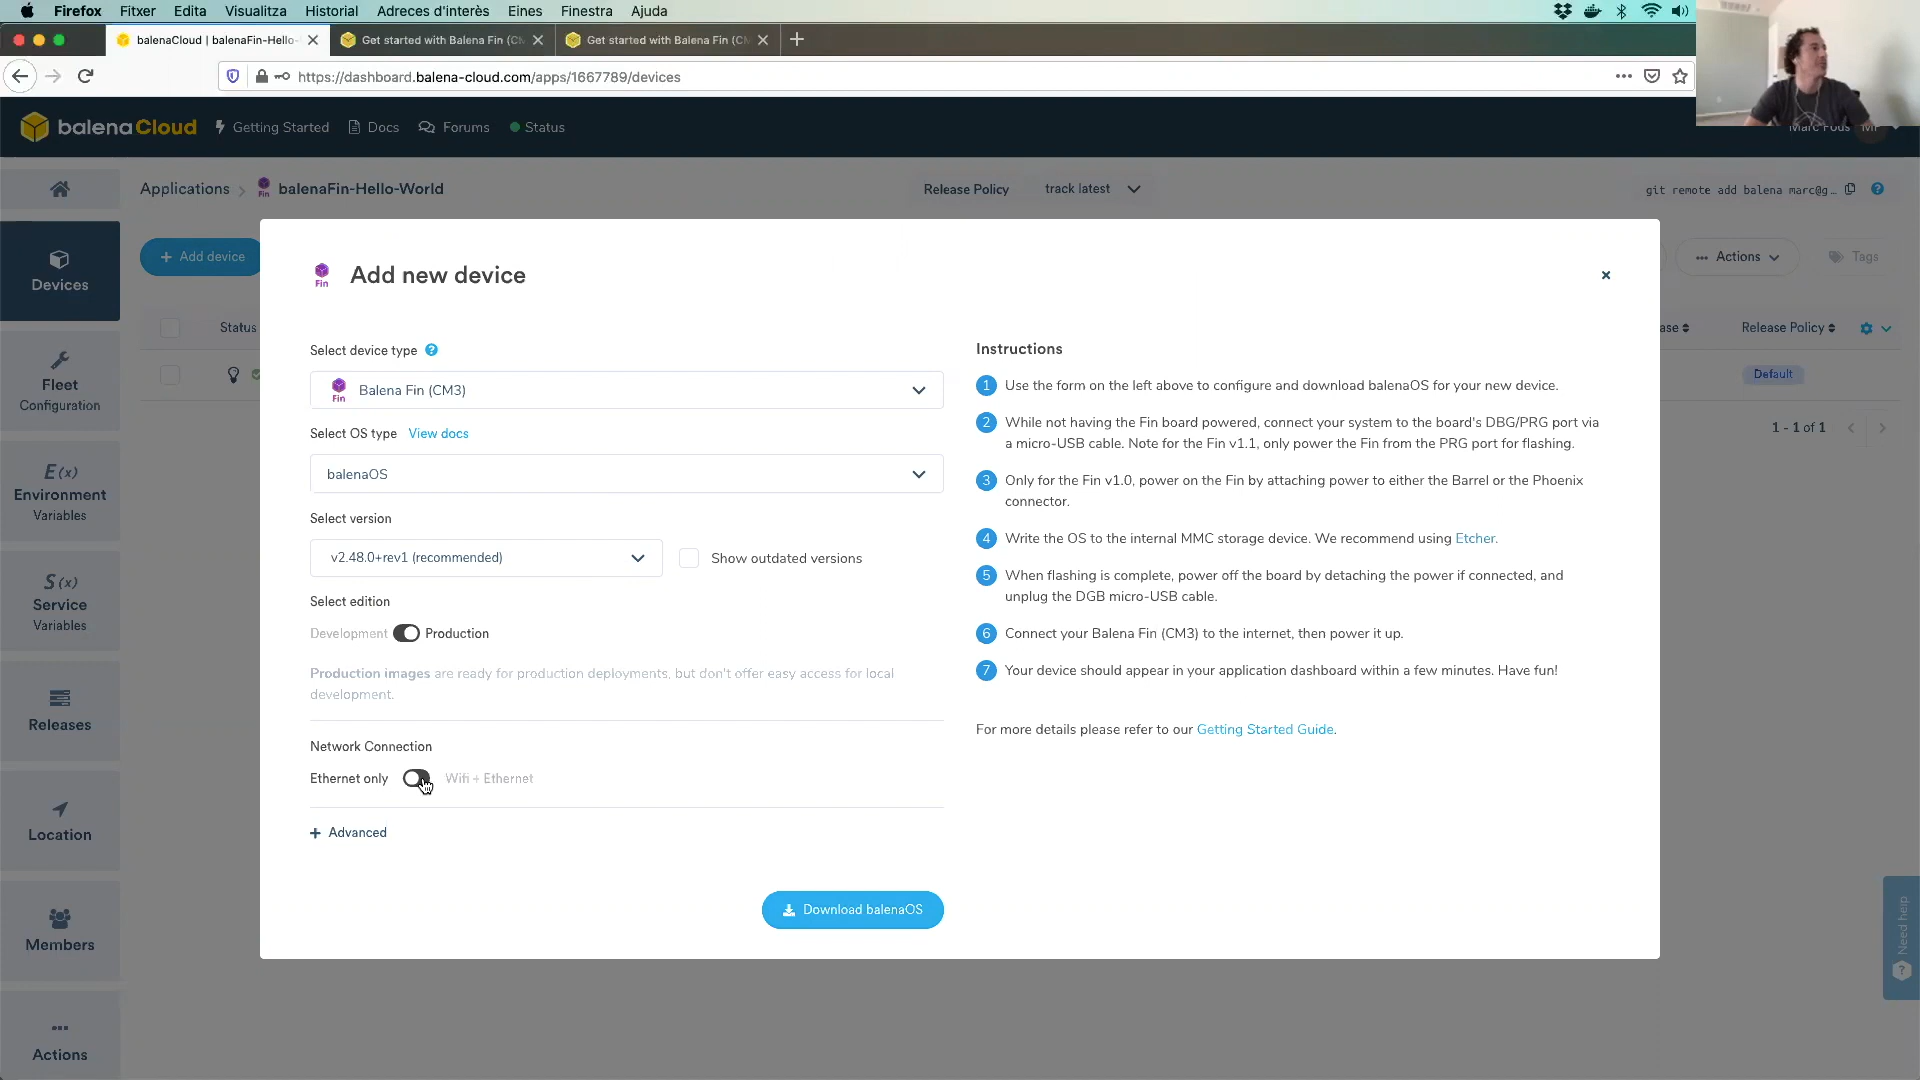 Firefox Fitxer Edita Visualitza Historial Adreces d'interès Eines Finestra Ajuda
balenaCloud | balenaFin-Hello- Get started with Balena Fin (CM Get started with Balena Fin (CM
https://dashboard.balena-cloud.com/apps/1667789/devices
balenaCloud Getting Started Docs Forums Status
Marc Pous MP
Applications > Fin balenaFin-Hello-World Release Policy track latest git remote add balena marc@g…
Devices
+ Add device
Actions
Tags
Status
ase
Release Policy
Default
1 - 1 of 1
Fleet
Configuration
E(x)
Environment
Variables
S(x)
Service
Variables
Releases
Location
Members
Actions
Fin Add new device
Select device type
Fin Balena Fin (CM3)
Select OS type View docs
balenaOS
Select version
v2.48.0+rev1 (recommended) Show outdated versions
Select edition
Development Production
Production images are ready for production deployments, but don't offer easy access for local
development.
Network Connection
Ethernet only Wifi + Ethernet
+ Advanced
Download balenaOS
Instructions
1 Use the form on the left above to configure and download balenaOS for your new device.
2 While not having the Fin board powered, connect your system to the board's DBG/PRG port via
a micro-USB cable. Note for the Fin v1.1, only power the Fin from the PRG port for flashing.
3 Only for the Fin v1.0, power on the Fin by attaching power to either the Barrel or the Phoenix
connector.
4 Write the OS to the internal MMC storage device. We recommend using Etcher.
5 When flashing is complete, power off the board by detaching the power if connected, and
unplug the DGB micro-USB cable.
6 Connect your Balena Fin (CM3) to the internet, then power it up.
7 Your device should appear in your application dashboard within a few minutes. Have fun!
For more details please refer to our Getting Started Guide.
Need help